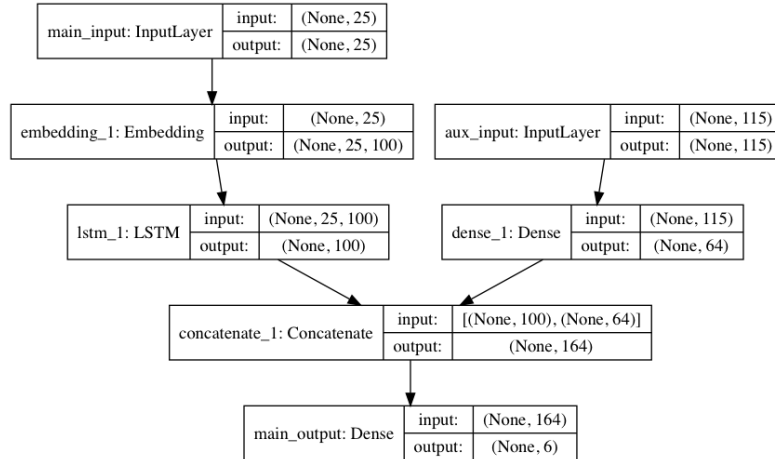 main_input: InputLayer
input: (None, 25)
output: (None, 25)
embedding_1: Embedding
input: (None, 25)
output: (None, 25, 100)
aux_input: InputLayer
input: (None, 115)
output: (None, 115)
lstm_1: LSTM
input: (None, 25, 100)
output: (None, 100)
dense_1: Dense
input: (None, 115)
output: (None, 64)
concatenate_1: Concatenate
input: [(None, 100), (None, 64)]
output: (None, 164)
main_output: Dense
input: (None, 164)
output: (None, 6)